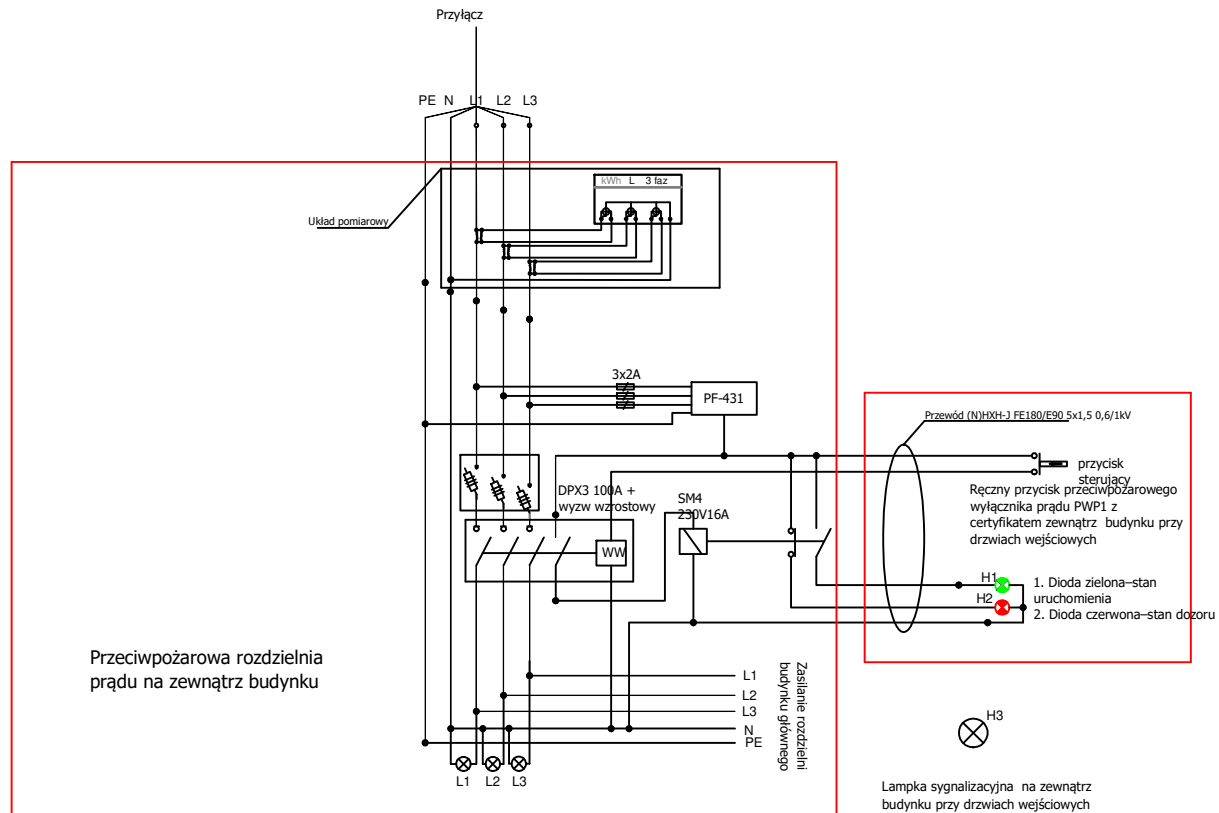 Przyłącz
PE N L1 L2 L3
kWh L 3 faz
Układ pomiarowy
3x2A
PF-431
Przewód (N)HXH-J FE180/E90 5x1,5 0,6/1kV
przycisk
sterujący
Ręczny przycisk przeciwpożarowego
wyłącznika prądu PWP1 z
certyfikatem zewnątrz budynku przy
drzwiach wejściowych
DPX3 100A +
wyzw wzrostowy
SM4
230V16A
WW
H1
H2
1. Dioda zielona–stan
uruchomienia
2. Dioda czerwona–stan dozoru
Przeciwpożarowa rozdzielnia
prądu na zewnątrz budynku
L1
L2
L3
N
PE
Zasilanie rozdzielni
budynku głównego
L1 L2 L3
H3
Lampka sygnalizacyjna na zewnątrz
budynku przy drzwiach wejściowych